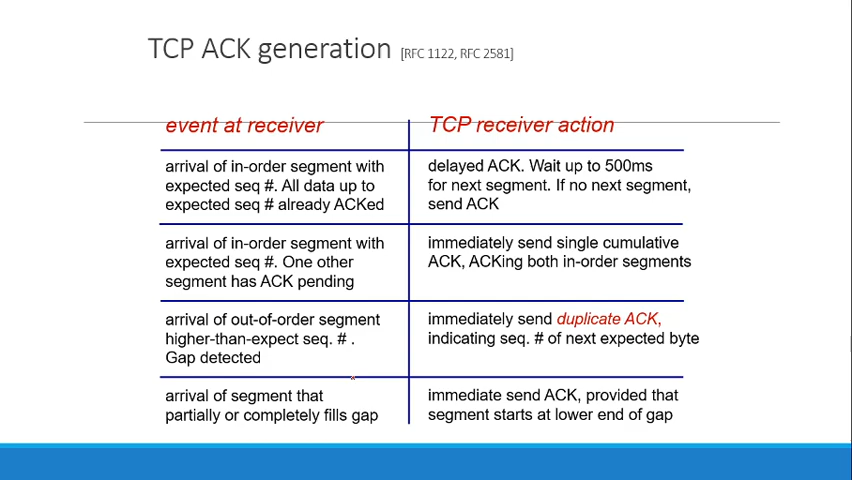 TCP ACK generation [RFC 1122, RFC 2581]
event at receiver
TCP receiver action
arrival of in-order segment with
expected seq #. All data up to
expected seq # already ACKed
delayed ACK. Wait up to 500ms
for next segment. If no next segment,
send ACK
arrival of in-order segment with
expected seq #. One other
segment has ACK pending
immediately send single cumulative
ACK, ACKing both in-order segments
arrival of out-of-order segment
higher-than-expect seq. # .
Gap detected
immediately send duplicate ACK,
indicating seq. # of next expected byte
arrival of segment that
partially or completely fills gap
immediate send ACK, provided that
segment starts at lower end of gap